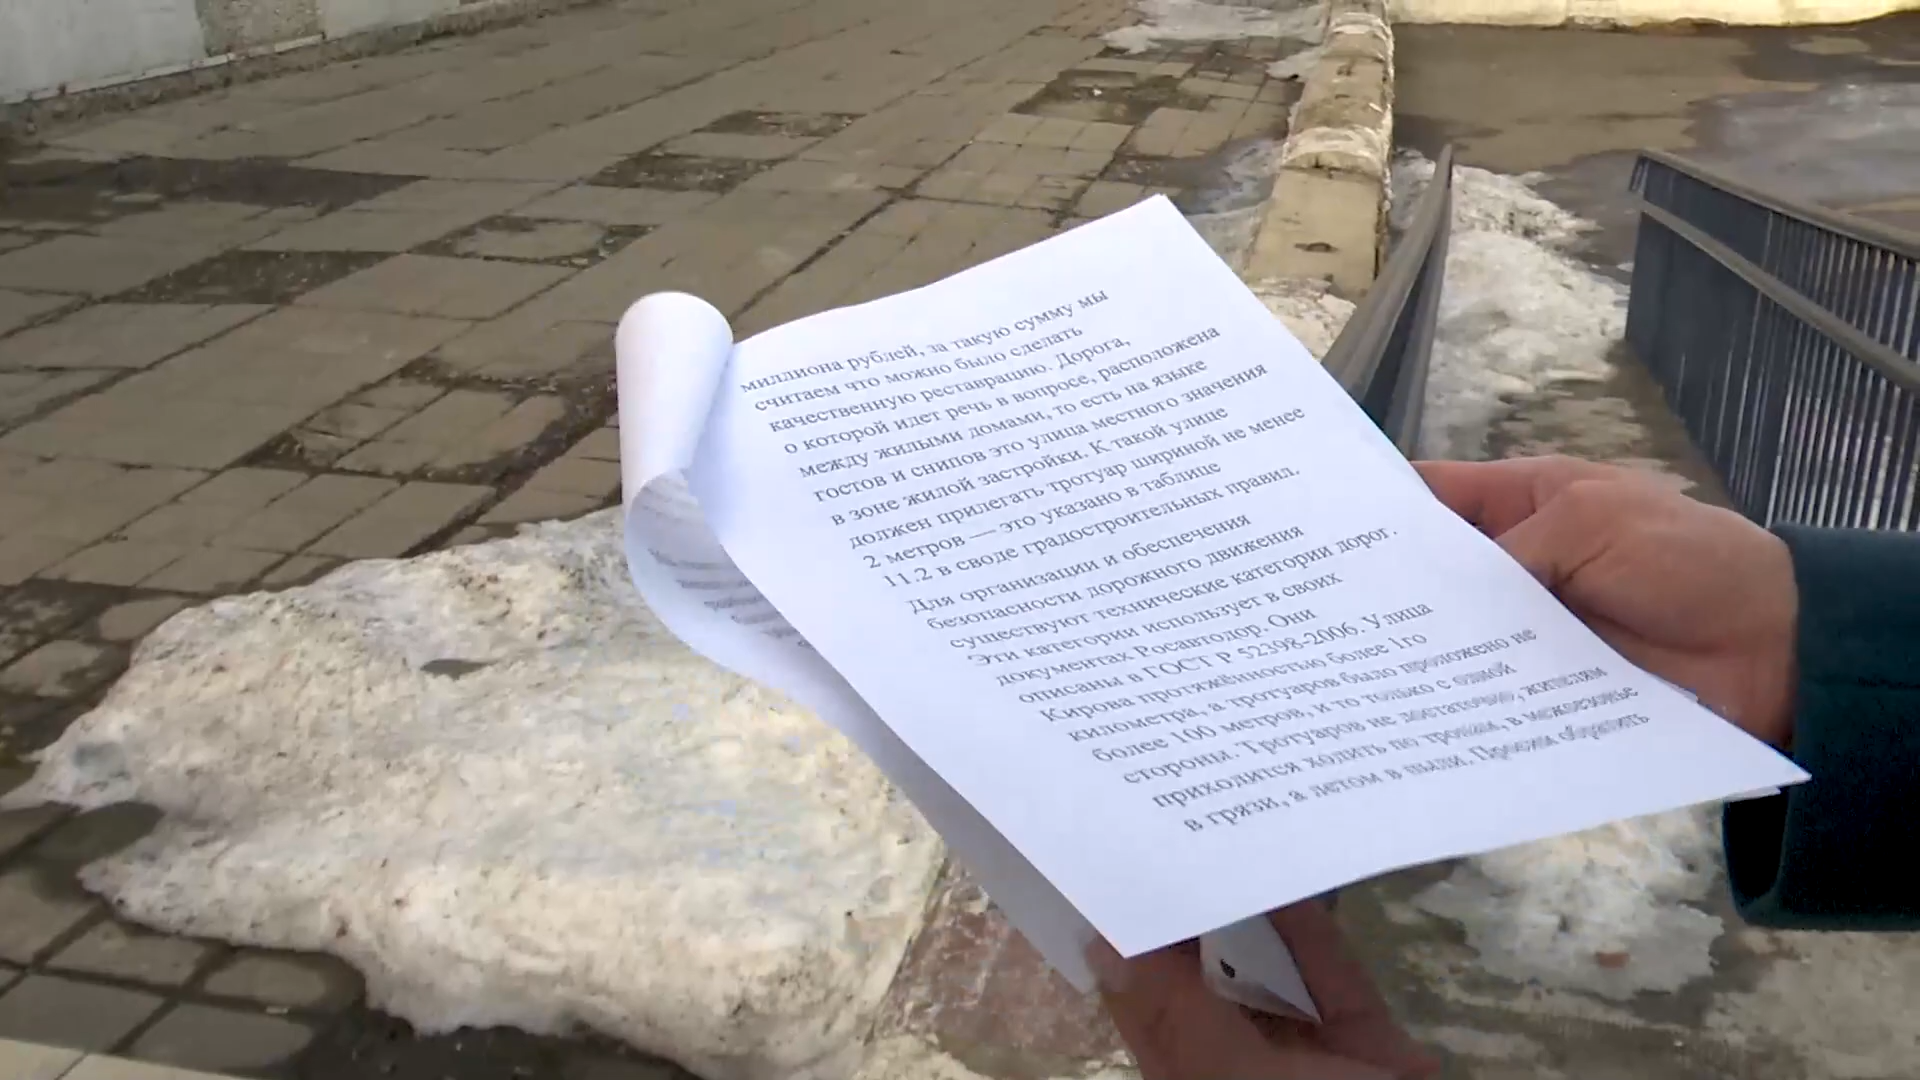 миллиона рублей, за такую сумму мы
считаем что можно было сделать
качественную реставрацию. Дорога,
о которой идет речь в вопросе, расположена
между жилыми домами, то есть на языке
гостов и снипов это улица местного значения
в зоне жилой застройки. К такой улице
должен прилегать тротуар шириной не менее
2 метров — это указано в таблице
11.2 в своде градостроительных правил.
Для организации и обеспечения
безопасности дорожного движения
существуют технические категории дорог.
Эти категории использует в своих
документах Росавтодор. Они
описаны в ГОСТ Р 52398-2006. Улица
Кирова протяжённостью более 1го
километра, а тротуаров было проложено не
более 100 метров, и то только с одной
стороны. Тротуаров не достаточно, жителям
приходится ходить по тропам, в межсезонье
в грязи, а летом в пыли. Просим обратить